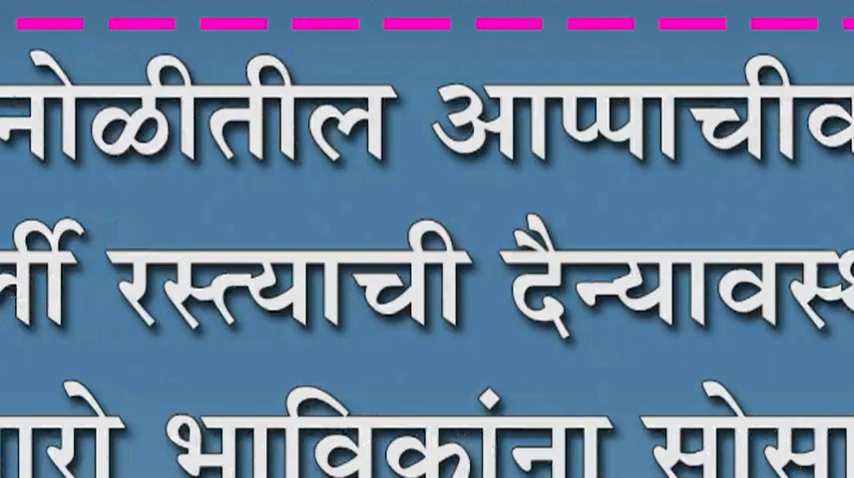 नोळीतील आप्पाची
र्ती रस्त्याची दैन्यावस्
ारो भाविकांना सोसा